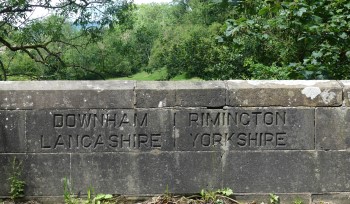 DOWNHAM | RIMINGTON
LANCASHIRE | YORKSHIRE